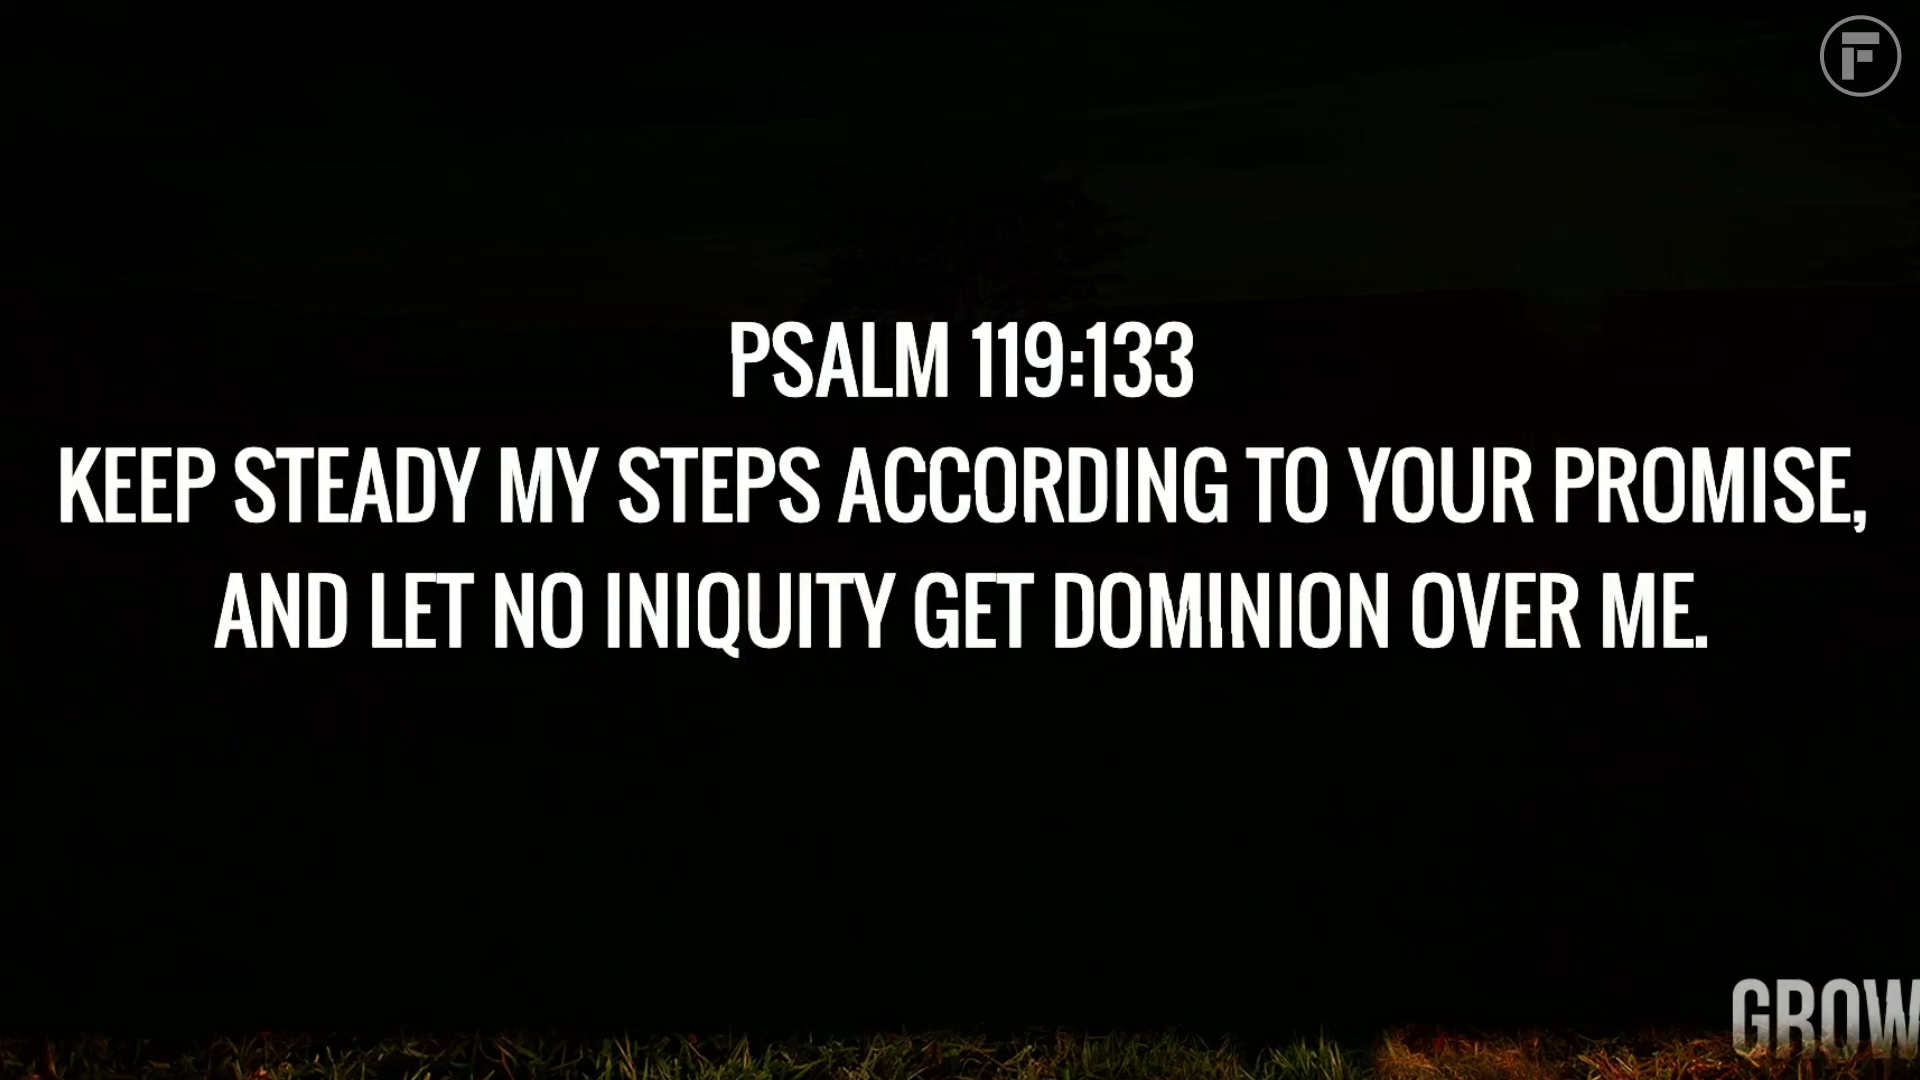 F
PSALM 119:133
KEEP STEADY MY STEPS ACCORDING TO YOUR PROMISE,
AND LET NO INIQUITY GET DOMINION OVER ME.
GROW